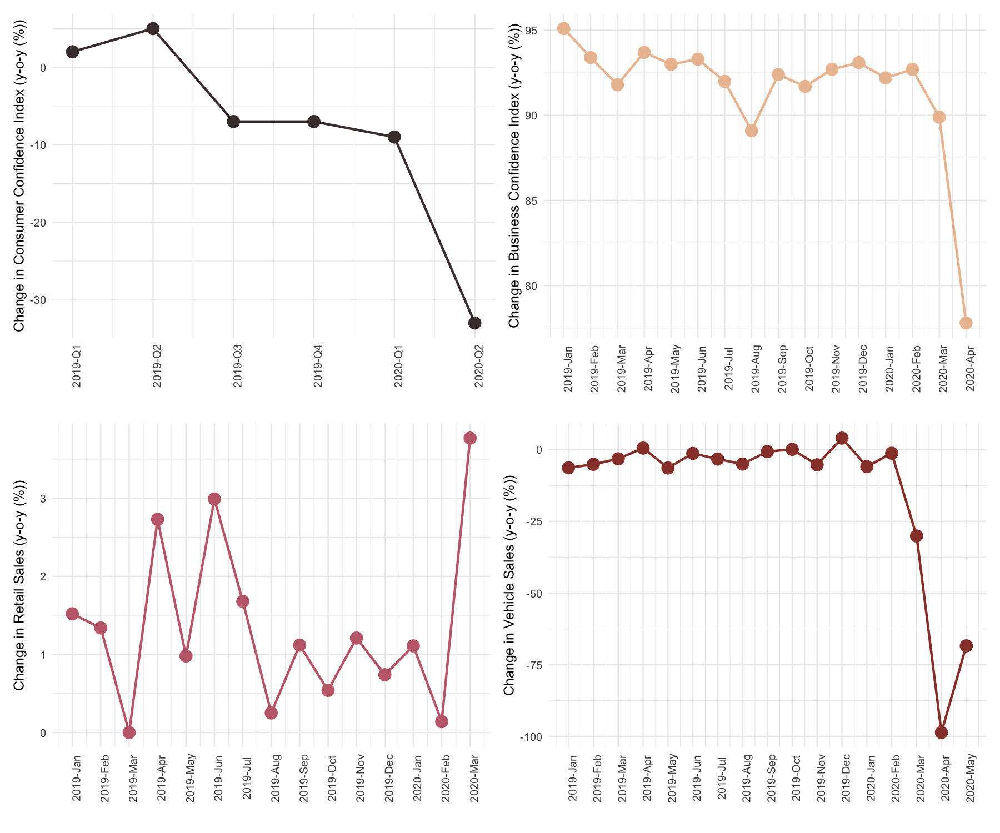 Change in Consumer Confidence Index (y-o-y (%))
0
-10
-20
-30
2019-Q1
2019-Q2
2019-Q3
2019-Q4
2020-Q1
2020-Q2
Change in Business Confidence Index (y-o-y (%))
95
90
85
80
2019-Jan
2019-Feb
2019-Mar
2019-Apr
2019-May
2019-Jun
2019-Jul
2019-Aug
2019-Sep
2019-Oct
2019-Nov
2019-Dec
2020-Jan
2020-Feb
2020-Mar
2020-Apr
Change in Retail Sales (y-o-y (%))
3
2
1
0
2019-Jan
2019-Feb
2019-Mar
2019-Apr
2019-May
2019-Jun
2019-Jul
2019-Aug
2019-Sep
2019-Oct
2019-Nov
2019-Dec
2020-Jan
2020-Feb
2020-Mar
Change in Vehicle Sales (y-o-y (%))
0
-25
-50
-75
-100
2019-Jan
2019-Feb
2019-Mar
2019-Apr
2019-May
2019-Jun
2019-Jul
2019-Aug
2019-Sep
2019-Oct
2019-Nov
2019-Dec
2020-Jan
2020-Feb
2020-Mar
2020-Apr
2020-May